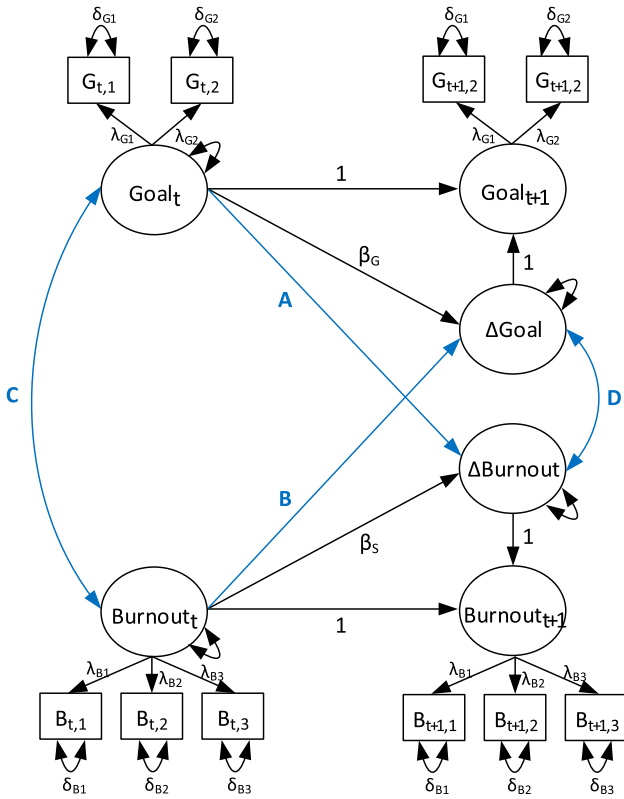 δG1 δG2 δG1 δG2
Gt,1 Gt,2 Gt+1,2 Gt+1,2
λG1 λG2 λG1 λG2
Goalt 1 Goalt+1
βG 1
A
ΔGoal
C D
B ΔBurnout
βS 1
Burnoutt 1 Burnoutt+1
λB1 λB2 λB3 λB1 λB2 λB3
Bt,1 Bt,2 Bt,3 Bt+1,1 Bt+1,2 Bt+1,3
δB1 δB2 δB3 δB1 δB2 δB3